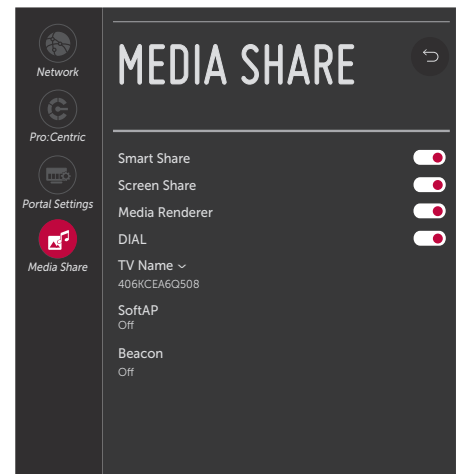 Network
Pro:Centric
Portal Settings
Media Share
MEDIA SHARE
Smart Share
Screen Share
Media Renderer
DIAL
TV Name
406KCEA6Q508
SoftAP
Off
Beacon
Off